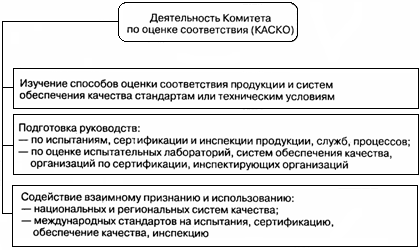 Деятельность Комитета
по оценке соответствия (КАСКО)
Изучение способов оценки соответствия продукции и систем
обеспечения качества стандартам или техническим условиям
Подготовка руководств:
— по испытаниям, сертификации и инспекции продукции, служб, процессов;
— по оценке испытательных лабораторий, систем обеспечения качества,
организаций по сертификации, инспектирующих организаций
Содействие взаимному признанию и использованию:
— национальных и региональных систем качества;
— международных стандартов на испытания, сертификацию,
обеспечение качества, инспекцию